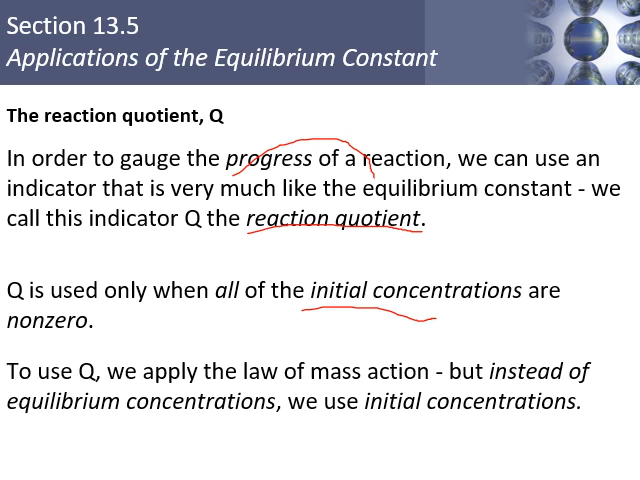 Section 13.5
Applications of the Equilibrium Constant
The reaction quotient, Q
In order to gauge the progress of a reaction, we can use an
indicator that is very much like the equilibrium constant - we
call this indicator Q the reaction quotient.
Q is used only when all of the initial concentrations are
nonzero.
To use Q, we apply the law of mass action - but instead of
equilibrium concentrations, we use initial concentrations.